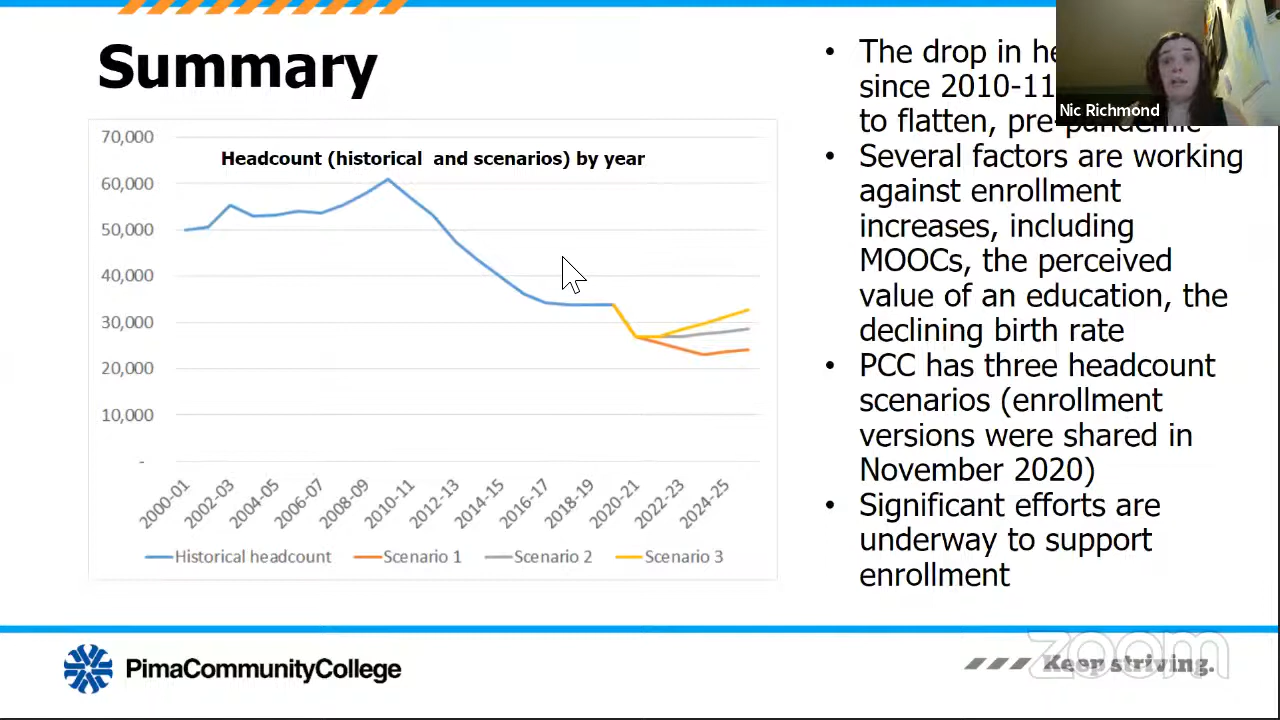 Summary
Headcount (historical and scenarios) by year
70,000
60,000
50,000
40,000
30,000
20,000
10,000
-
2000-01
2002-03
2004-05
2006-07
2008-09
2010-11
2012-13
2014-15
2016-17
2018-19
2020-21
2022-23
2024-25
Historical headcount
Scenario 1
Scenario 2
Scenario 3
• The drop in
since 2010-11
to flatten, pre-pandemic
• Several factors are working
against enrollment
increases, including
MOOCs, the perceived
value of an education, the
declining birth rate
• PCC has three headcount
scenarios (enrollment
versions were shared in
November 2020)
• Significant efforts are
underway to support
enrollment
Nic Richmond
PimaCommunityCollege
Keep striving.
zoom